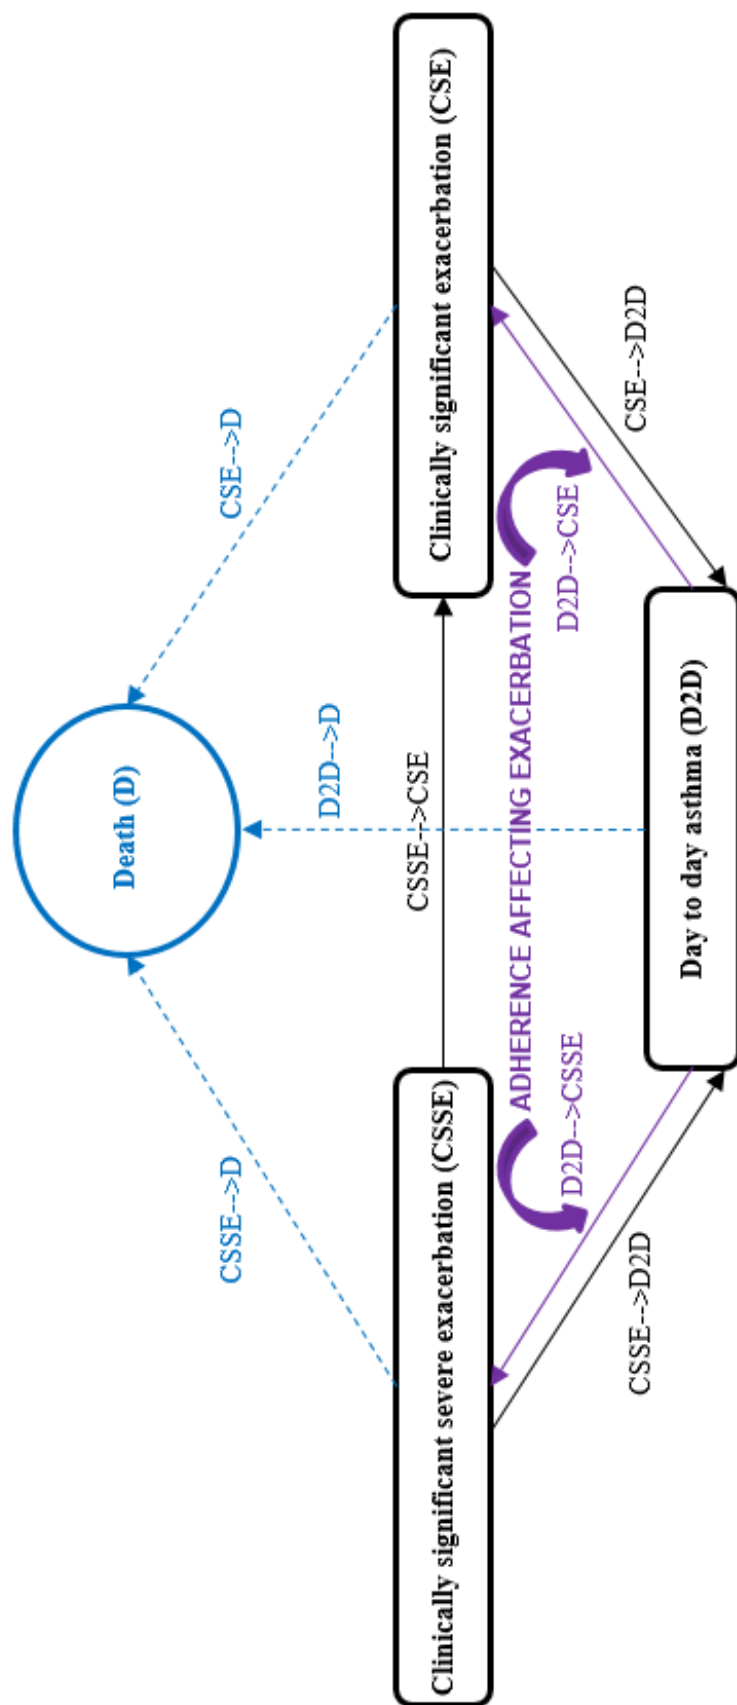 Death (D)
CSSE-->D
CSE-->D
D2D-->D
Clinically significant severe exacerbation (CSSE)
CSSE-->CSE
Clinically significant exacerbation (CSE)
ADHERENCE AFFECTING EXACERBATION
D2D-->CSSE
D2D-->CSE
CSSE-->D2D
CSE-->D2D
Day to day asthma (D2D)